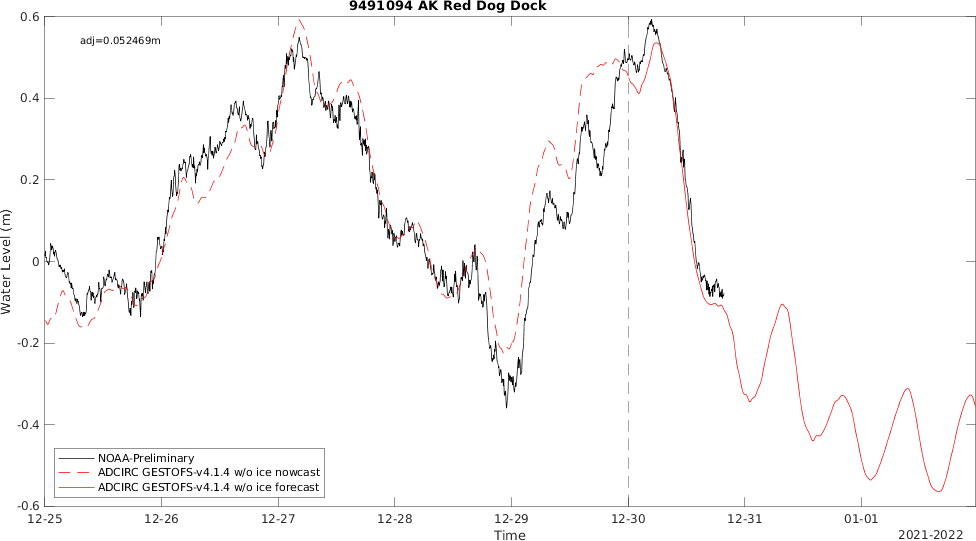 9491094 AK Red Dog Dock
adj=0.052469m
0.6
0.4
0.2
0
-0.2
-0.4
-0.6
Water Level (m)
NOAA-Preliminary
ADCIRC GESTOFS-v4.1.4 w/o ice nowcast
ADCIRC GESTOFS-v4.1.4 w/o ice forecast
12-25 12-26 12-27 12-28 12-29 12-30 12-31 01-01
Time
2021-2022